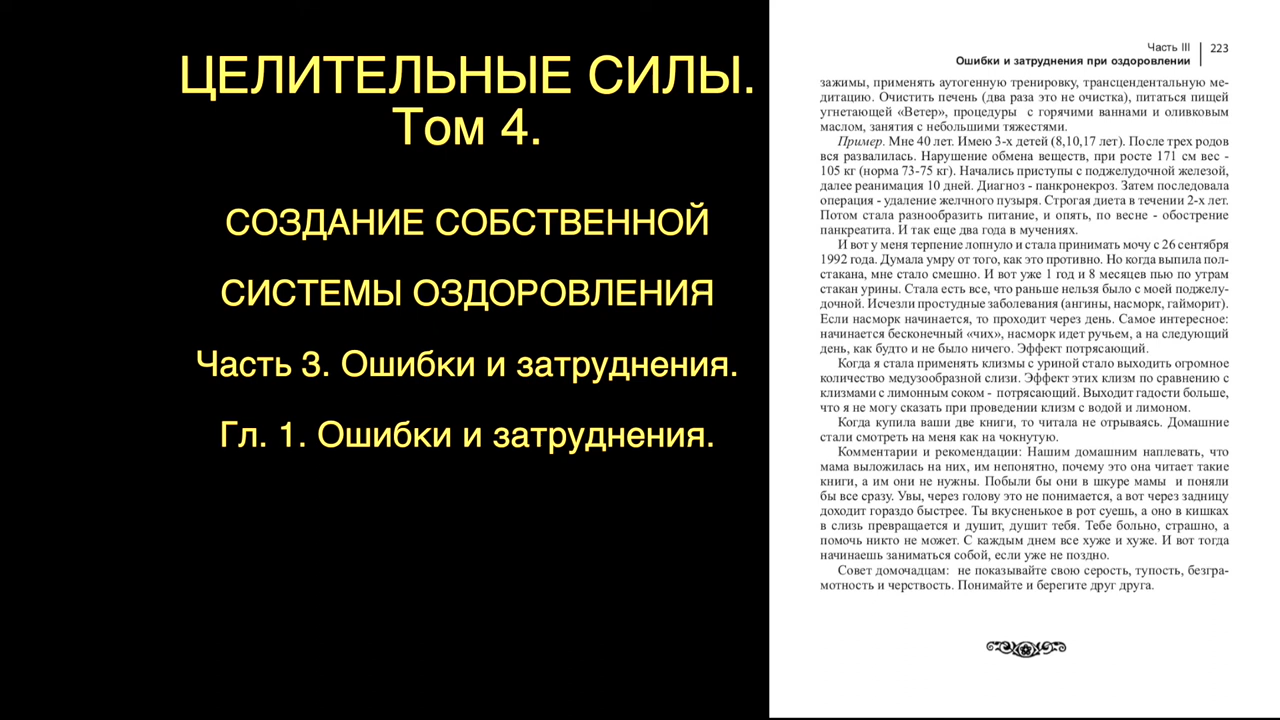 ЦЕЛИТЕЛЬНЫЕ СИЛЫ.
Том 4.
СОЗДАНИЕ СОБСТВЕННОЙ
СИСТЕМЫ ОЗДОРОВЛЕНИЯ
Часть 3. Ошибки и затруднения.
Гл. 1. Ошибки и затруднения.
Часть III 223
Ошибки и затруднения при оздоровлении
зажимы, применять аутогенную тренировку, трансцендентальную ме-
дитацию. Очистить печень (два раза это не очистка), питаться пищей
угнетающей «Ветер», процедуры с горячими ваннами и оливковым
маслом, занятия с небольшими тяжестями.
Пример. Мне 40 лет. Имею 3-х детей (8,10,17 лет). После трех родов
вся развалилась. Нарушение обмена веществ, при росте 171 см вес -
105 кг (норма 73-75 кг). Начались приступы с поджелудочной железой,
далее реанимация 10 дней. Диагноз - панкронекроз. Затем последовала
операция - удаление желчного пузыря. Строгая диета в течении 2-х лет.
Потом стала разнообразить питание, и опять, по весне - обострение
панкреатита. И так еще два года в мучениях.
И вот у меня терпение лопнуло и стала принимать мочу с 26 сентября
1992 года. Думала умру от того, как это противно. Но когда выпила пол-
стакана, мне стало смешно. И вот уже 1 год и 8 месяцев пью по утрам
стакан урины. Стала есть все, что раньше нельзя было с моей поджелу-
дочной. Исчезли простудные заболевания (ангины, насморк, гайморит).
Если насморк начинается, то проходит через день. Самое интересное:
начинается бесконечный «чих», насморк идет ручьем, а на следующий
день, как будто и не было ничего. Эффект потрясающий.
Когда я стала применять клизмы с уриной стало выходить огромное
количество медузообразной слизи. Эффект этих клизм по сравнению с
клизмами с лимонным соком - потрясающий. Выходит гадости больше,
что я не могу сказать при проведении клизм с водой и лимоном.
Когда купила ваши две книги, то читала не отрываясь. Домашние
стали смотреть на меня как на чокнутую.
Комментарии и рекомендации: Нашим домашним наплевать, что
мама выложилась на них, им непонятно, почему это она читает такие
книги, а им они не нужны. Побыли бы они в шкуре мамы и поняли
бы все сразу. Увы, через голову это не понимается, а вот через задницу
доходит гораздо быстрее. Ты вкусненькое в рот суешь, а оно в кишках
в слизь превращается и душит, душит тебя. Тебе больно, страшно, а
помочь никто не может. С каждым днем все хуже и хуже. И вот тогда
начинаешь заниматься собой, если уже не поздно.
Совет домочадцам: не показывайте свою серость, тупость, безгра-
мотность и черствость. Понимайте и берегите друг друга.